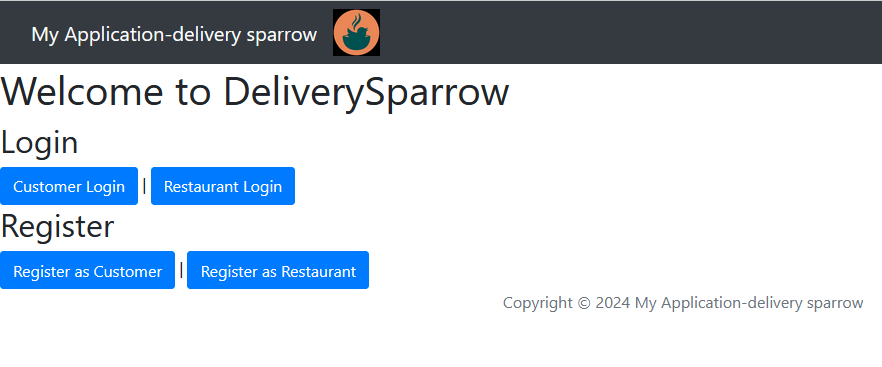 My Application-delivery sparrow
Welcome to DeliverySparrow
Login
Customer Login | Restaurant Login
Register
Register as Customer | Register as Restaurant
Copyright © 2024 My Application-delivery sparrow